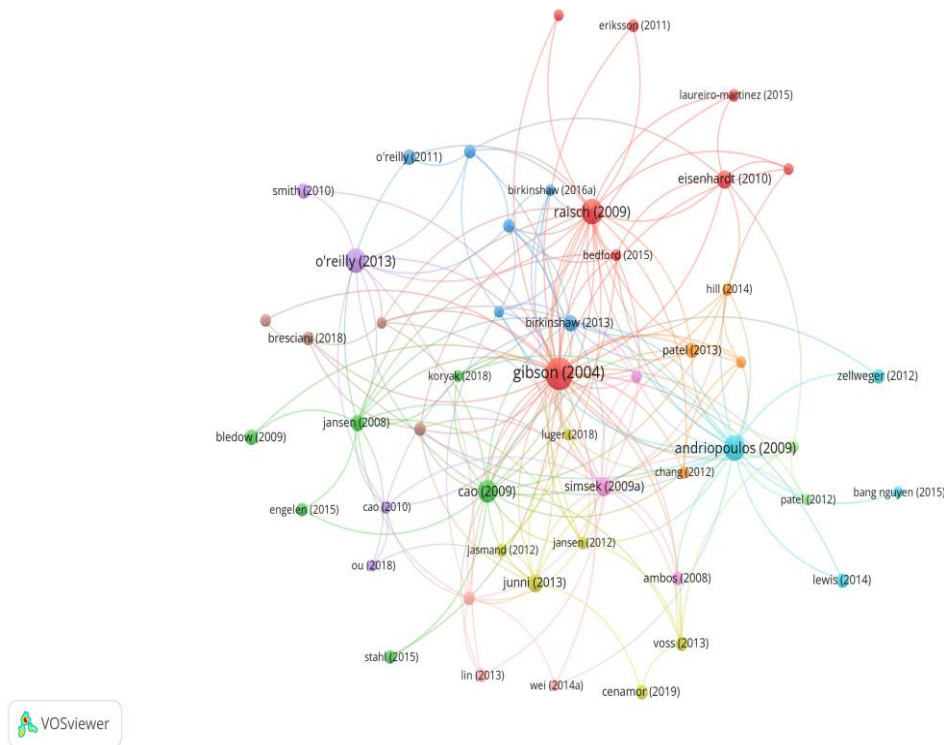 eriksson (2011)
laureiro-martinez (2015)
o'reilly (2011)
eisenhardt (2010)
smith (2010)
birkinshaw (2016a)
raisch (2009)
bedford (2015)
o'reilly (2013)
hill (2014)
birkinshaw (2013)
bresciani (2018)
patel (2013)
gibson (2004)
koryak (2018)
zellweger (2012)
jansen (2008)
bledow (2009)
luger (2018)
andriopoulos (2009)
chang (2012)
simsek (2009a)
cao (2009)
bang nguyen (2015)
patel (2012)
engelen (2015)
cao (2010)
jasmand (2012)
jansen (2012)
ou (2018)
junni (2013)
ambos (2008)
lewis (2014)
voss (2013)
stahl (2015)
lin (2013)
wei (2014a)
cenamor (2019)
VOSviewer